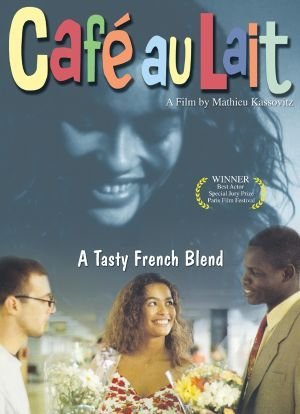 Café au Lait
A Film by Mathieu Kassovitz
WINNER
Best Actor
Special Jury Prize
Paris Film Festival
A Tasty French Blend